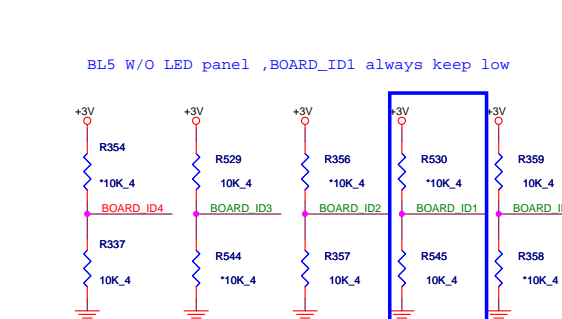 BL5 W/O LED panel ,BOARD_ID1 always keep low
+3V +3V +3V +3V +3V
R354 R529 R356 R530 R359
*10K_4 10K_4 *10K_4 *10K_4 10K_4
BOARD_ID4 BOARD_ID3 BOARD_ID2 BOARD_ID1
R337 R544 R357 R545 R358
10K_4 *10K_4 10K_4 10K_4 *10K_4